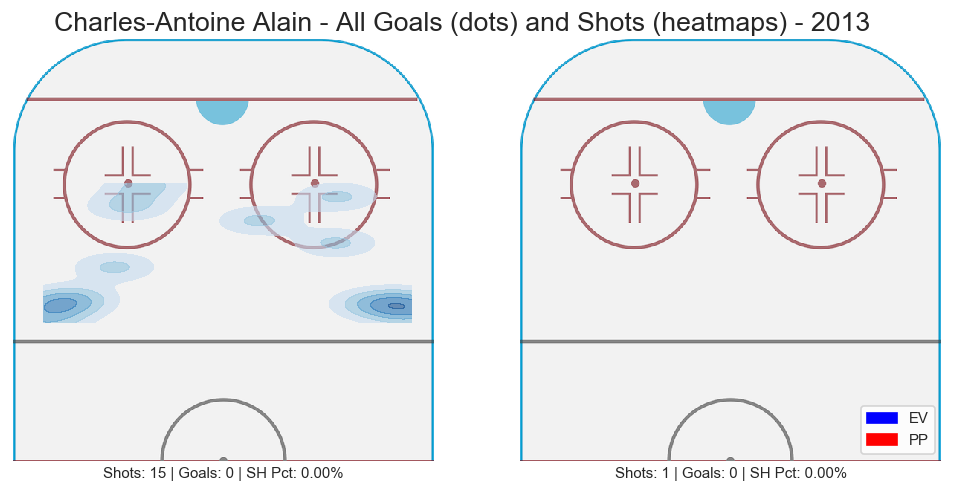 Charles-Antoine Alain - All Goals (dots) and Shots (heatmaps) - 2013
EV
PP
Shots: 15 | Goals: 0 | SH Pct: 0.00%
Shots: 1 | Goals: 0 | SH Pct: 0.00%